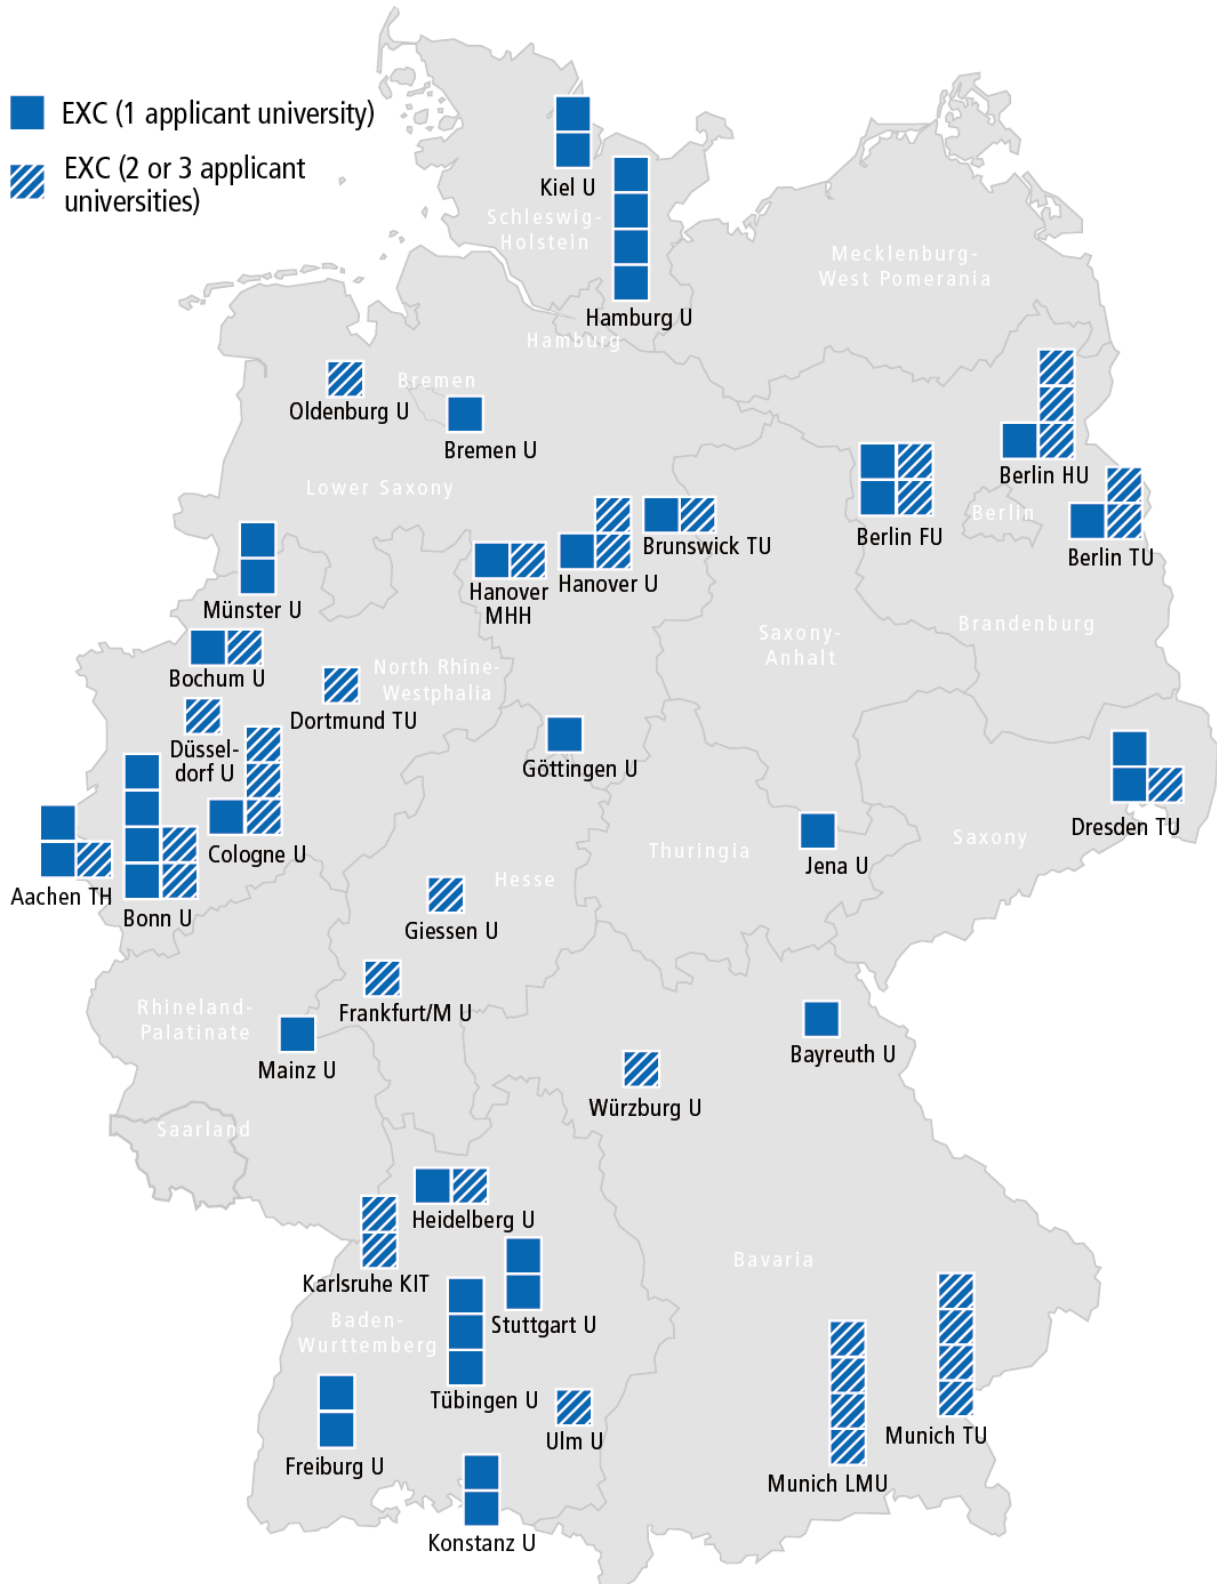 EXC (1 applicant university)
EXC (2 or 3 applicant
universities)
Kiel U
Schleswig-
Holstein
Mecklenburg-
West Pomerania
Hamburg U
Hamburg
Bremen
Oldenburg U
Bremen U
Berlin HU
Lower Saxony
Berlin
Berlin FU
Brunswick TU
Berlin TU
Hanover
MHH
Hanover U
Münster U
Brandenburg
Saxony-
Anhalt
Bochum U
North Rhine-
Westphalia
Dortmund TU
Düssel-
dorf U
Göttingen U
Dresden TU
Saxony
Cologne U
Thuringia
Jena U
Hesse
Aachen TH
Bonn U
Giessen U
Rhineland-
Palatinate
Frankfurt/M U
Mainz U
Bayreuth U
Würzburg U
Saarland
Heidelberg U
Bavaria
Karlsruhe KIT
Baden-
Wurttemberg
Stuttgart U
Tübingen U
Ulm U
Munich TU
Freiburg U
Munich LMU
Konstanz U